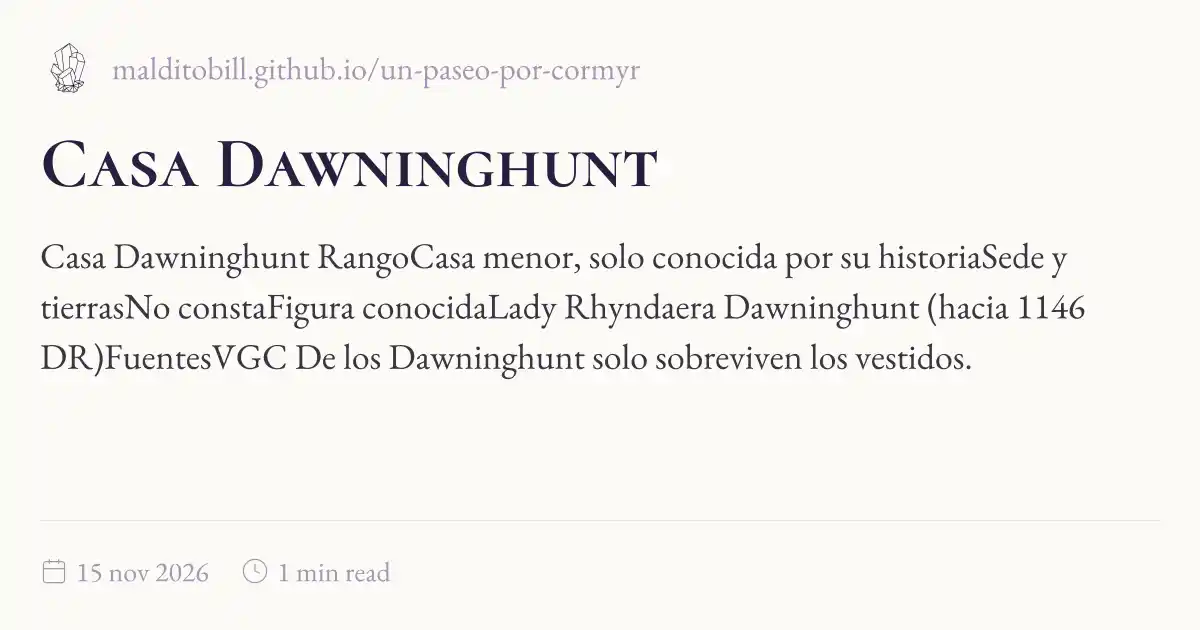 malditobill.github.io/un-paseo-por-cormyr
Casa Dawninghunt
Casa Dawninghunt RangoCasa menor, solo conocida por su historiaSede y
tierrasNo constaFigura conocidaLady Rhyndaera Dawninghunt (hacia 1146
DR)FuentesVGC De los Dawninghunt solo sobreviven los vestidos.
15 nov 2026 1 min read